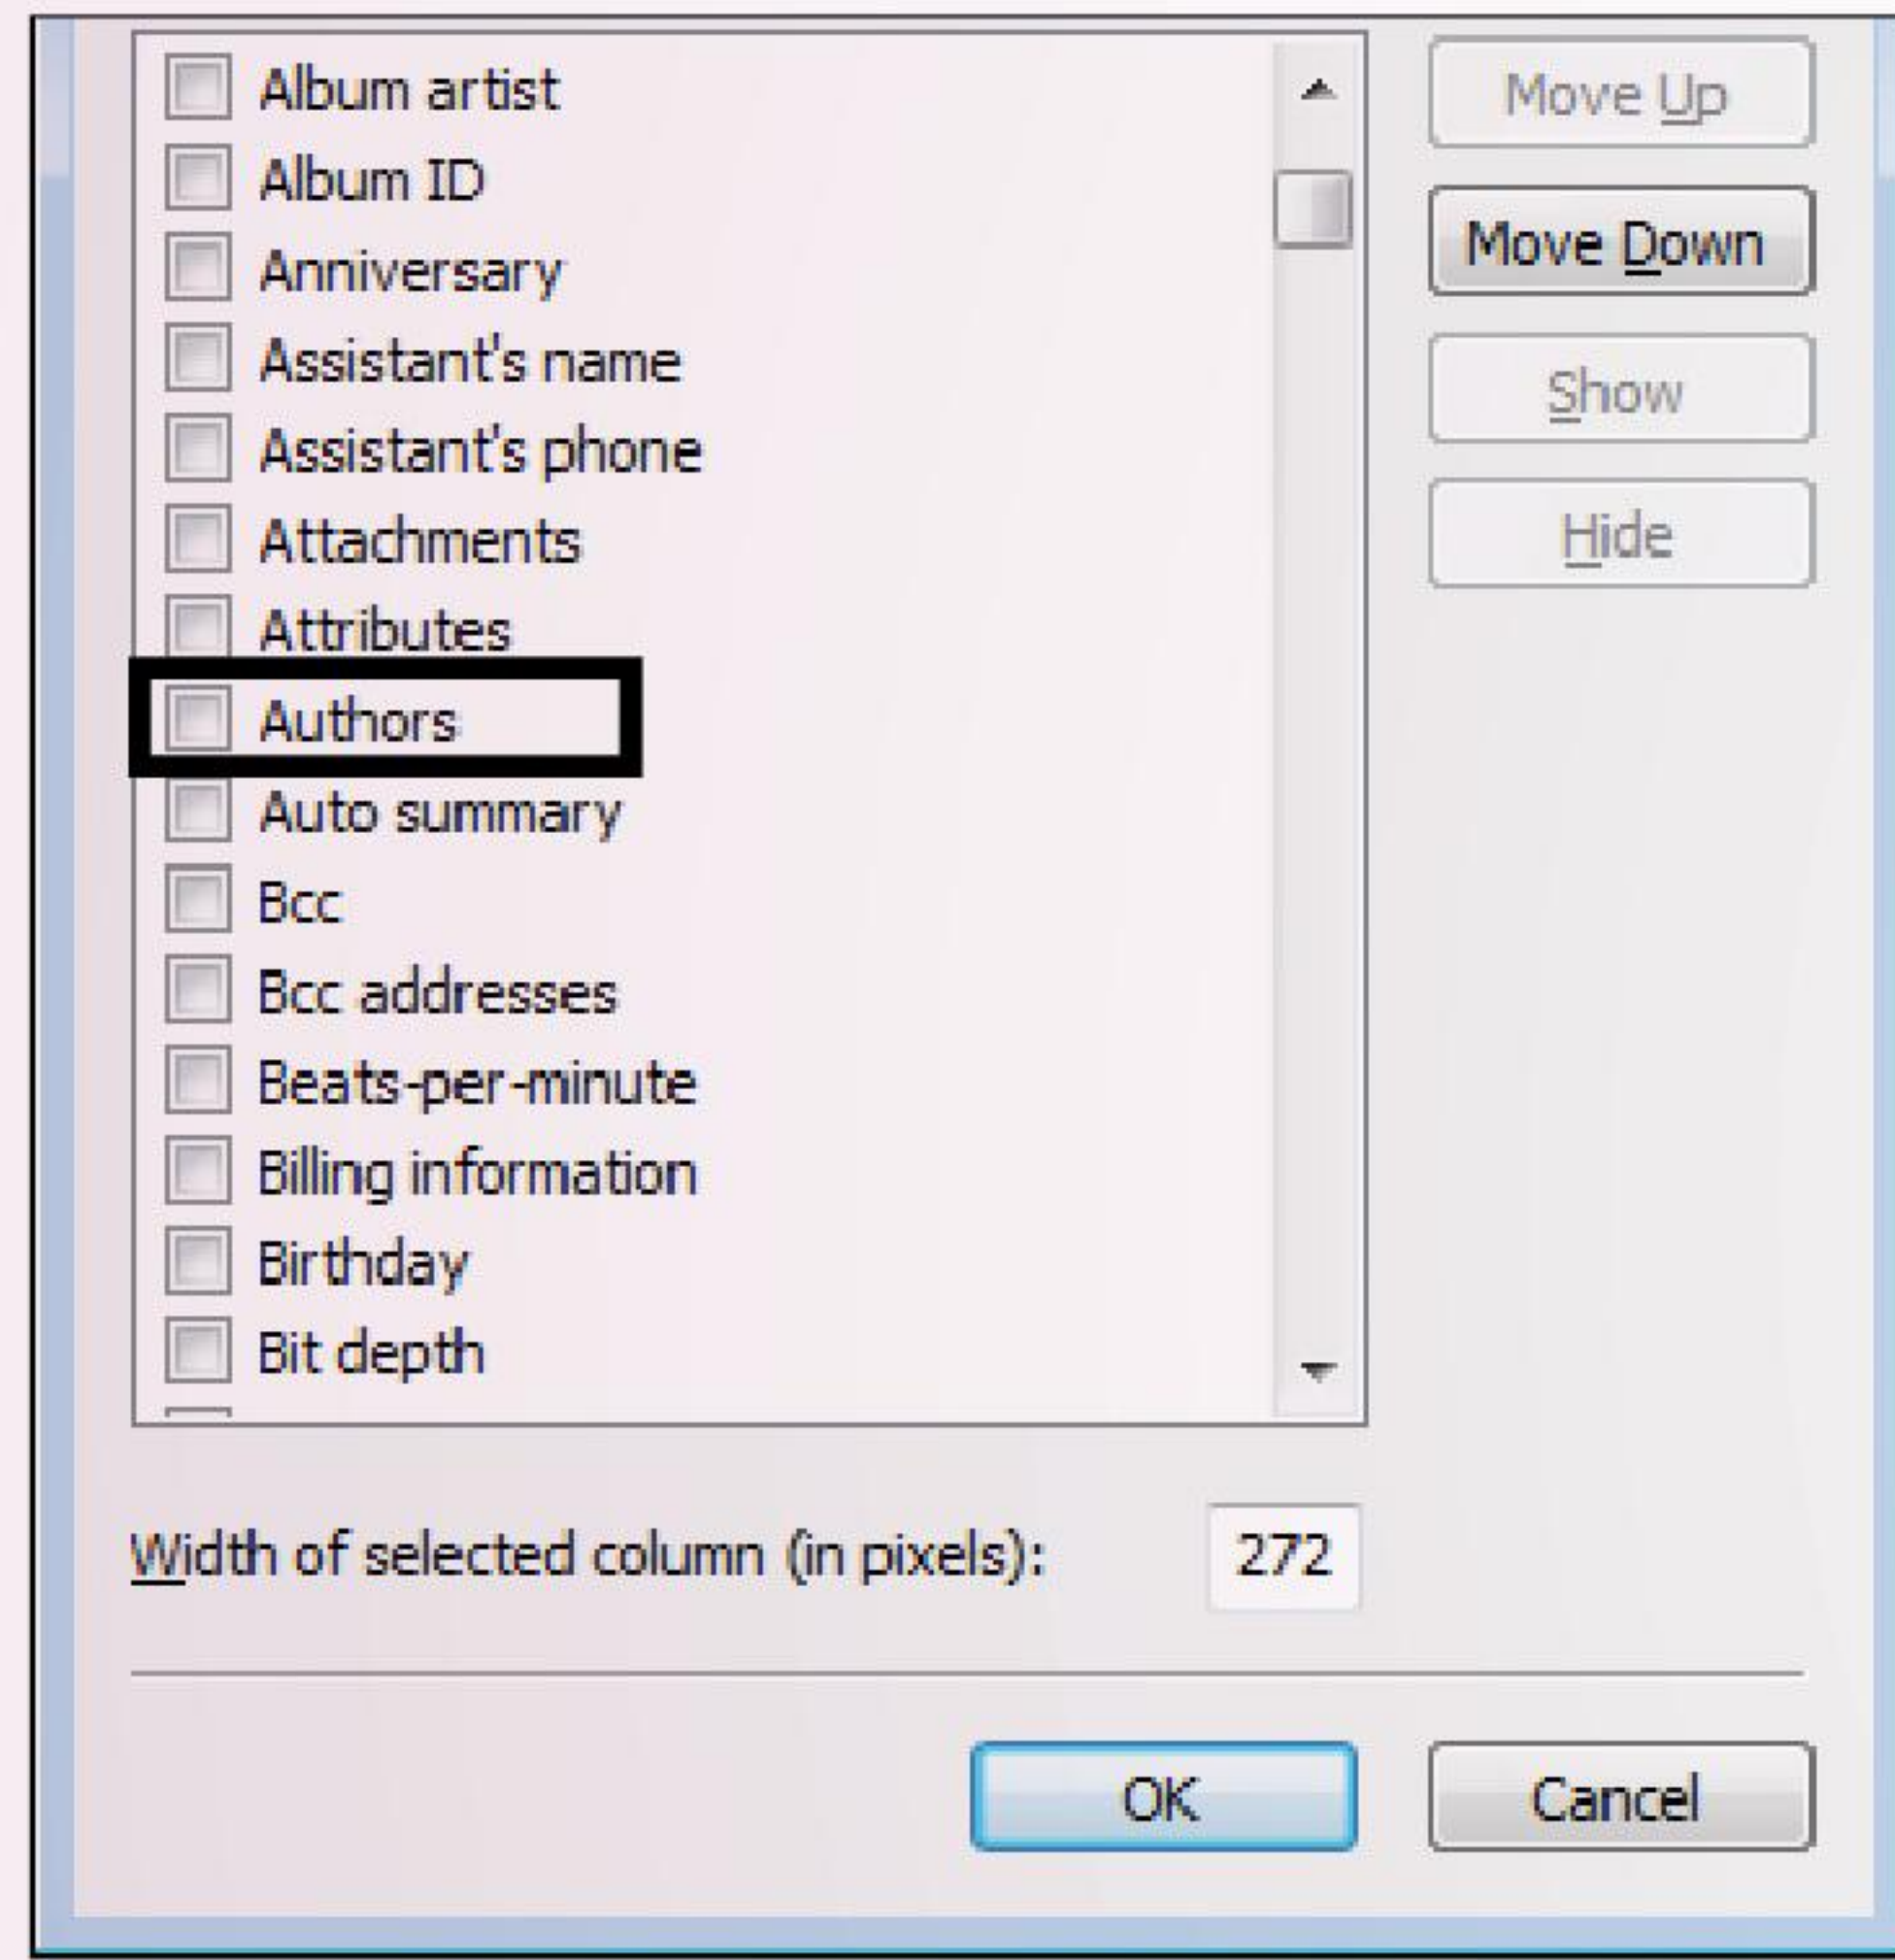 Album artist
Album ID
Anniversary
Assistant's name
Assistant's phone
Attachments
Attributes
Authors
Auto summary
Bcc
Bcc addresses
Beats-per-minute
Billing information
Birthday
Bit depth
Move Up
Move Down
Show
Hide
Width of selected column (in pixels): 272
OK Cancel